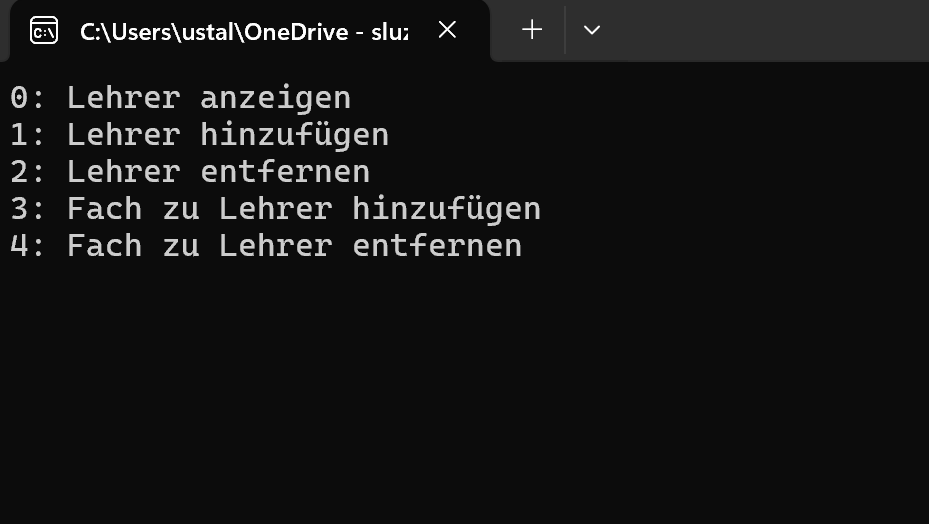 C:\Users\ustal\OneDrive - sluz
0: Lehrer anzeigen
1: Lehrer hinzufügen
2: Lehrer entfernen
3: Fach zu Lehrer hinzufügen
4: Fach zu Lehrer entfernen